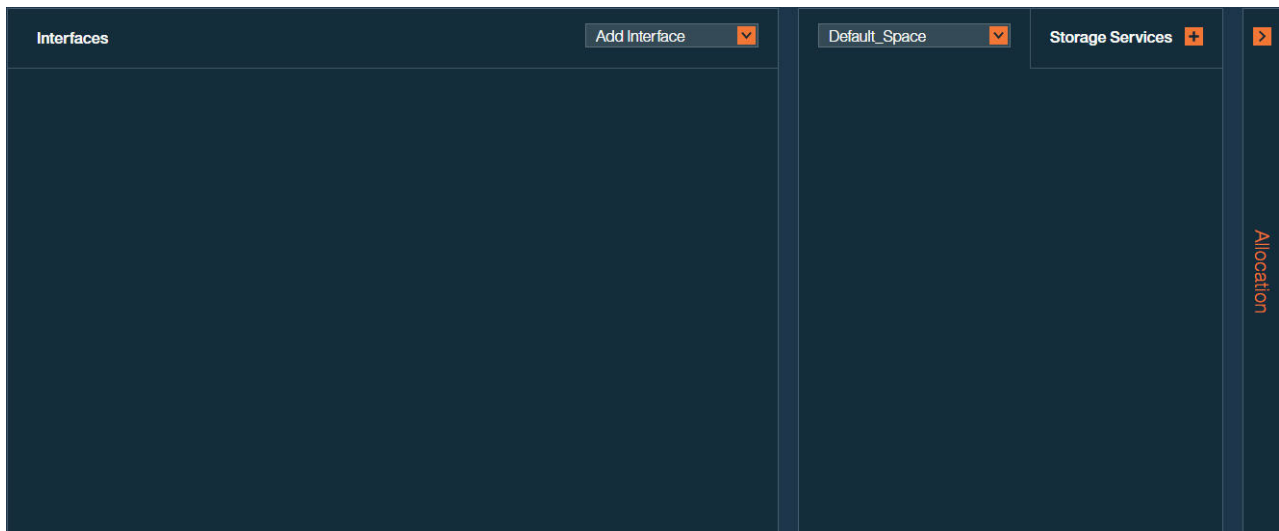 Interfaces
Add Interface
Default_Space
Storage Services
Allocation